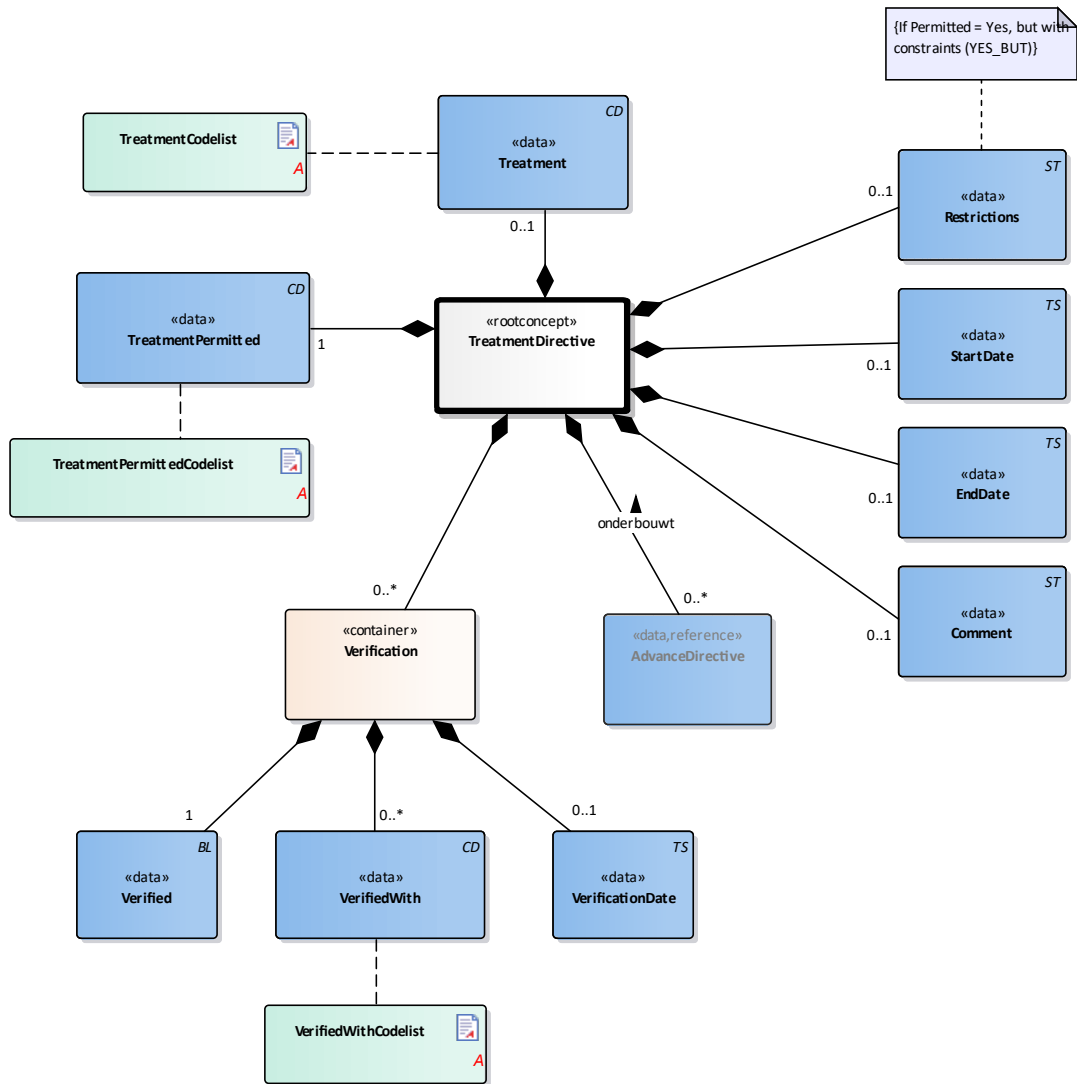 {If Permitted = Yes, but with
constraints (YES_BUT)}
TreatmentCodelist
A
CD
«data»
Treatment
0..1
ST
«data»
Restrictions
0..1
CD
«data»
TreatmentPermitted
1
«rootconcept»
TreatmentDirective
TS
«data»
StartDate
0..1
TreatmentPermittedCodelist
A
TS
«data»
EndDate
0..1
onderbouwt
0..*
0..*
ST
«data»
Comment
0..1
«container»
Verification
«data,reference»
AdvanceDirective
1
0..*
0..1
BL
«data»
Verified
CD
«data»
VerifiedWith
TS
«data»
VerificationDate
VerifiedWithCodelist
A